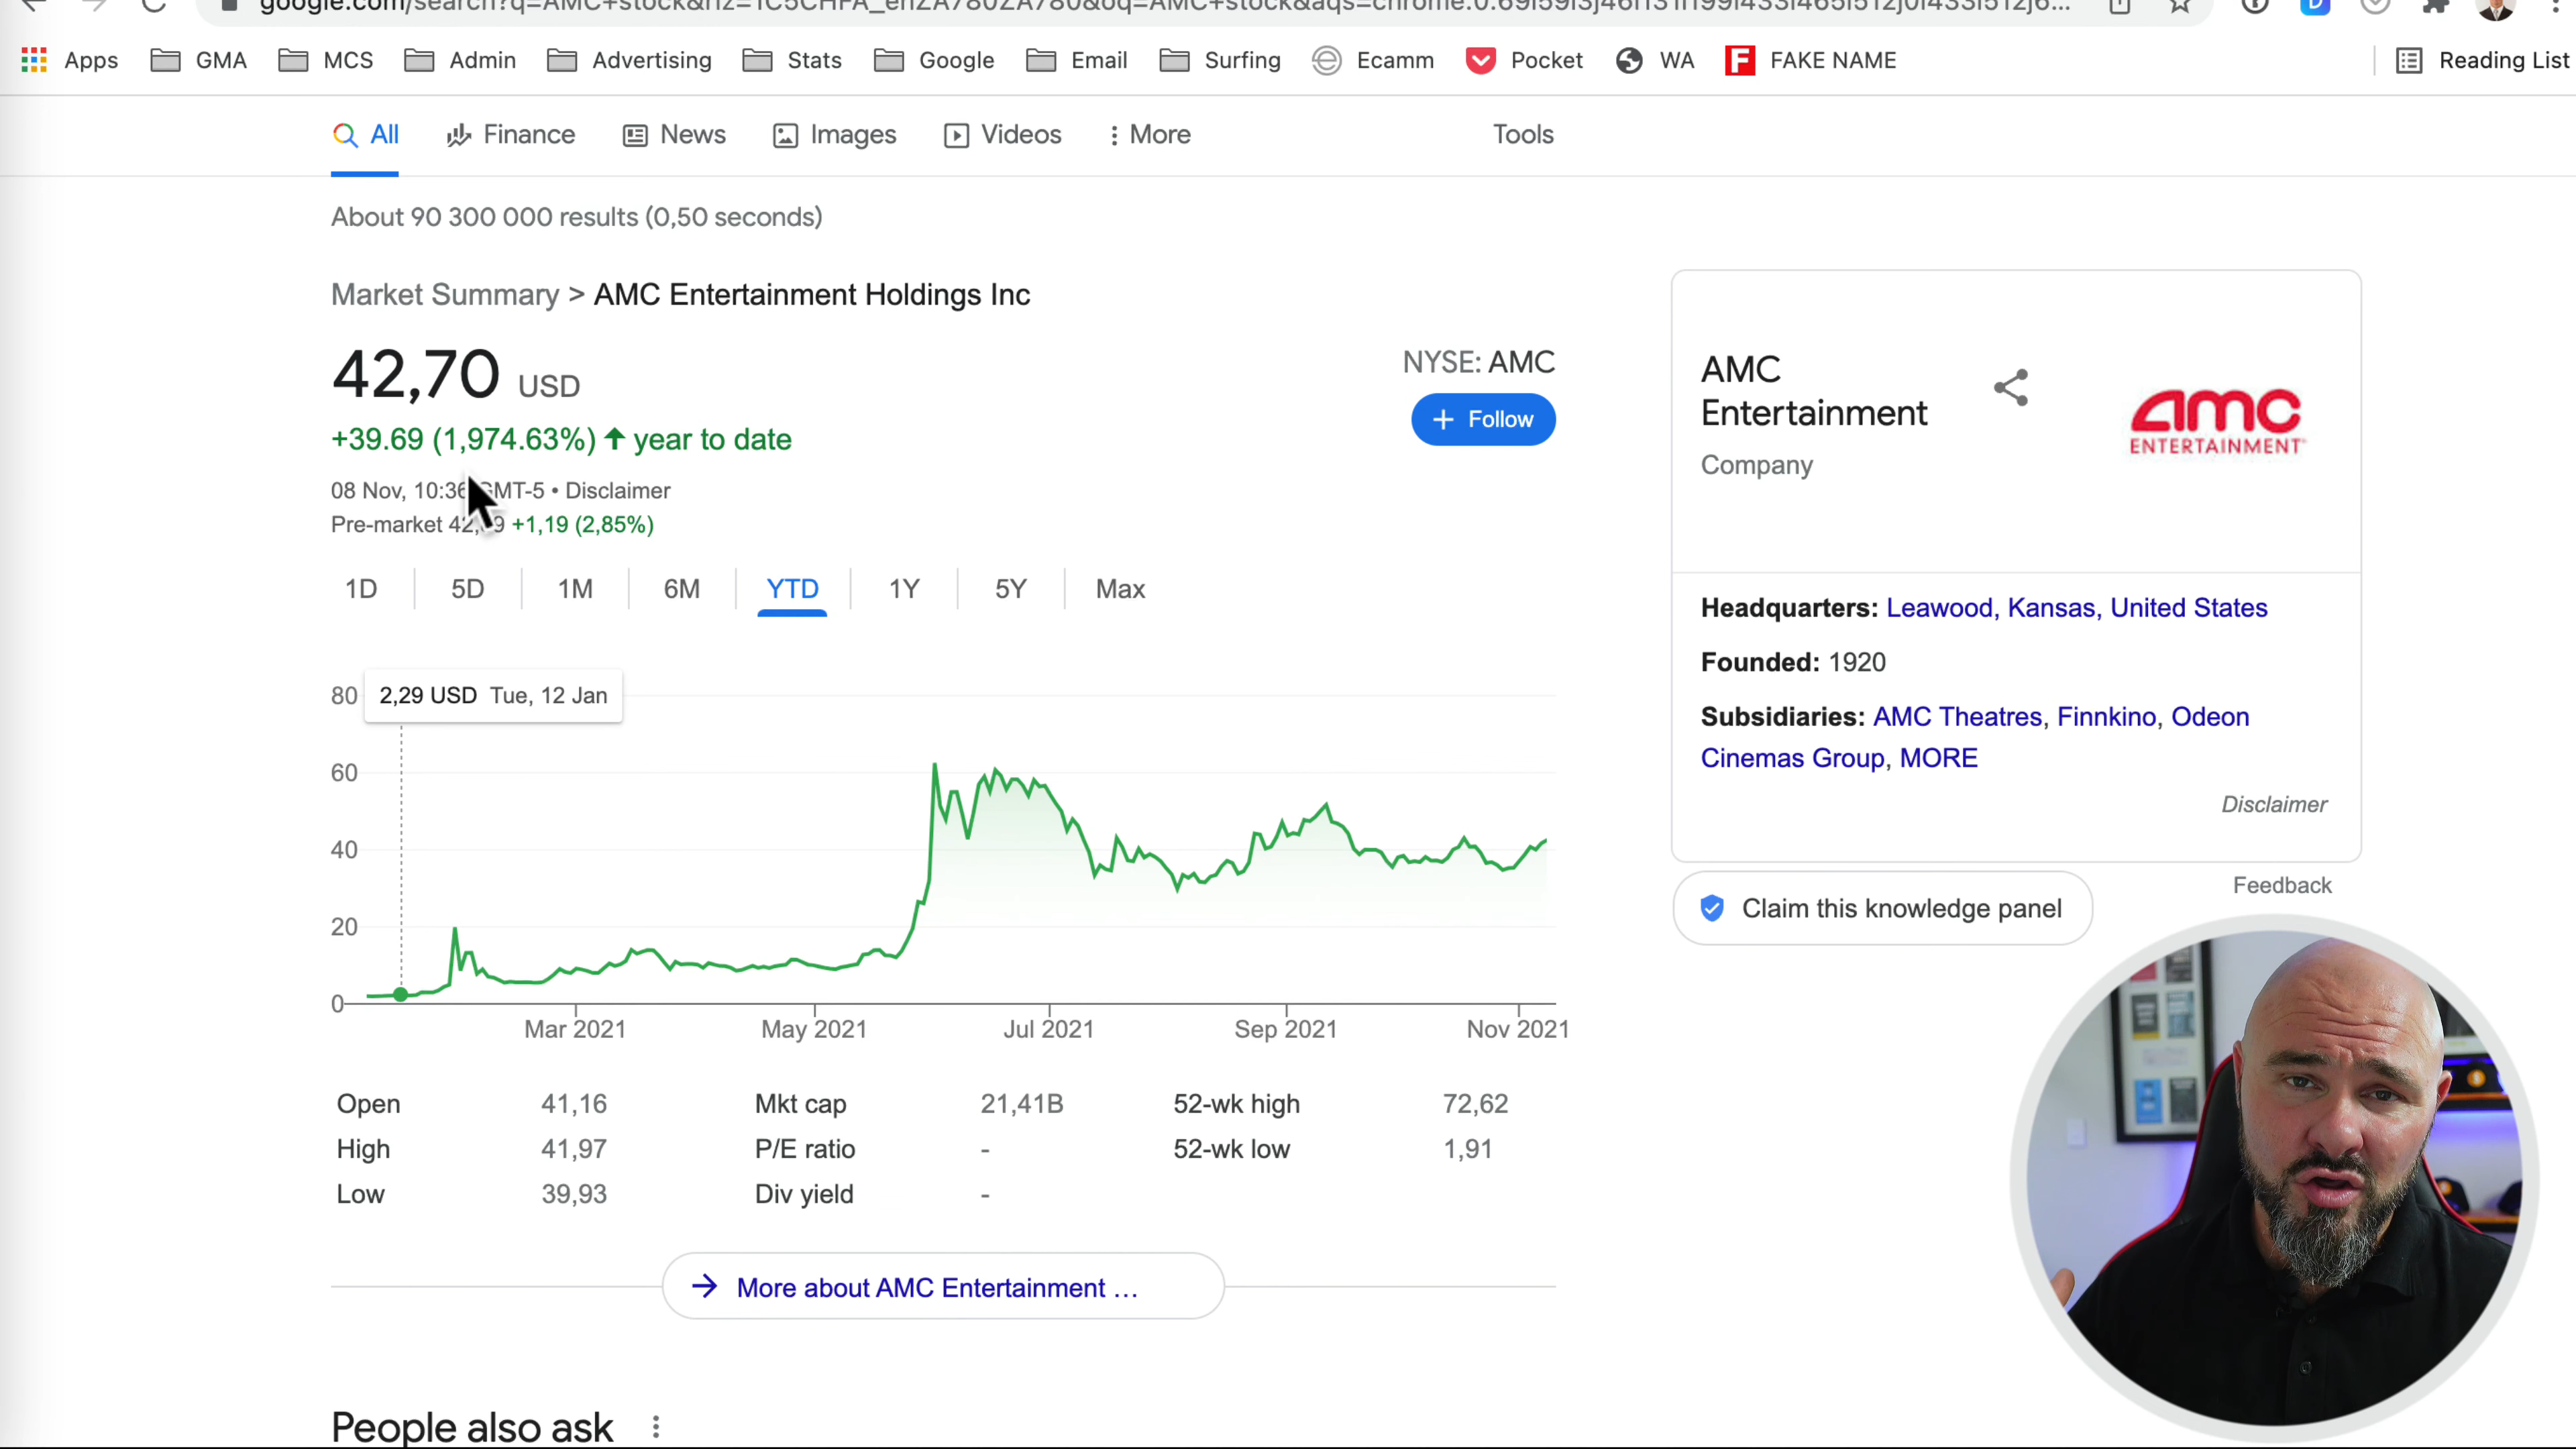 Apps GMA MCS Admin Advertising Stats Google Email Surfing Ecamm Pocket WA FAKE NAME Reading List
All Finance News Images Videos More Tools
About 90 300 000 results (0,50 seconds)
Market Summary > AMC Entertainment Holdings Inc
42,70 USD
+39.69 (1,974.63%) year to date
08 Nov, 10:36 GMT-5 • Disclaimer
Pre-market +1,19 (2,85%)
NYSE: AMC
+ Follow
1D 5D 1M 6M YTD 1Y 5Y Max
2,29 USD Tue, 12 Jan
80
60
40
20
0
Mar 2021 May 2021 Jul 2021 Sep 2021 Nov 2021
Open 41,16 Mkt cap 21,41B 52-wk high 72,62
High 41,97 P/E ratio - 52-wk low 1,91
Low 39,93 Div yield -
More about AMC Entertainment …
People also ask
AMC
Entertainment
Company
amc
ENTERTAINMENT
Headquarters: Leawood, Kansas, United States
Founded: 1920
Subsidiaries: AMC Theatres, Finnkino, Odeon
Cinemas Group, MORE
Disclaimer
Feedback
Claim this knowledge panel